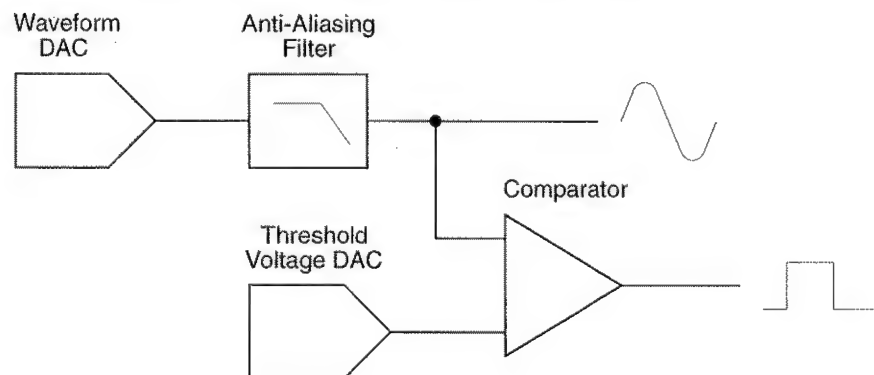 Waveform
DAC
Anti-Aliasing
Filter
Comparator
Threshold
Voltage DAC